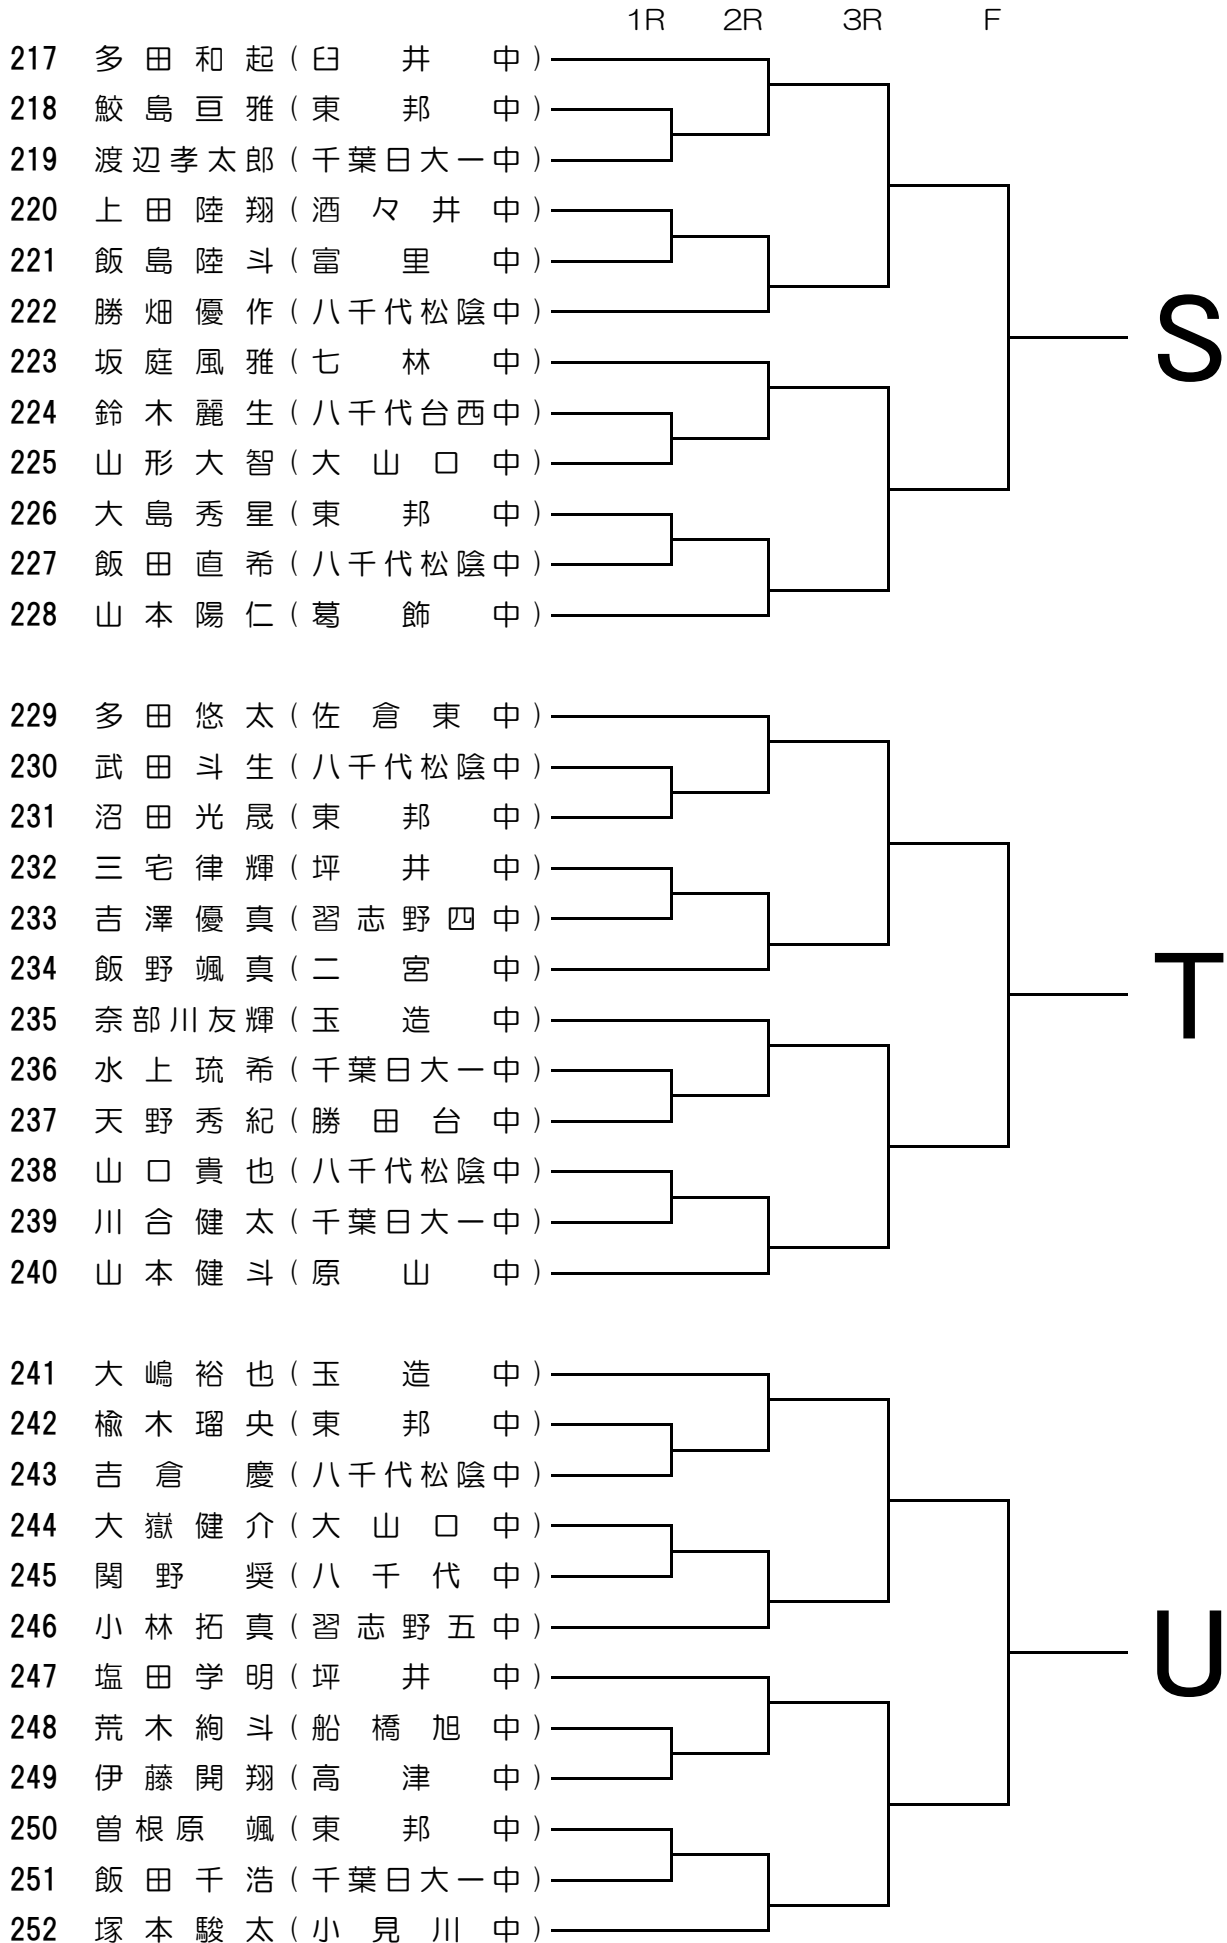 1R 2R 3R F
217 多田和起(臼井中)
218 鮫島亘雅(東邦中)
219 渡辺孝太郎(千葉日大一中)
220 上田陸翔(酒々井中)
221 飯島陸斗(富里中)
222 勝畑優作(八千代松陰中)
S
223 坂庭風雅(七林中)
224 鈴木麗生(八千代台西中)
225 山形大智(大山口中)
226 大島秀星(東邦中)
227 飯田直希(八千代松陰中)
228 山本陽仁(葛飾中)
229 多田悠太(佐倉東中)
230 武田斗生(八千代松陰中)
231 沼田光晟(東邦中)
232 三宅律輝(坪井中)
233 吉澤優真(習志野四中)
234 飯野颯真(二宮中)
T
235 奈部川友輝(玉造中)
236 水上琉希(千葉日大一中)
237 天野秀紀(勝田台中)
238 山口貴也(八千代松陰中)
239 川合健太(千葉日大一中)
240 山本健斗(原山中)
241 大嶋裕也(玉造中)
242 楡木瑠央(東邦中)
243 吉倉慶(八千代松陰中)
244 大嶽健介(大山口中)
245 関野奨(八千代中)
246 小林拓真(習志野五中)
U
247 塩田学明(坪井中)
248 荒木絢斗(船橋旭中)
249 伊藤開翔(高津中)
250 曽根原颯(東邦中)
251 飯田千浩(千葉日大一中)
252 塚本駿太(小見川中)